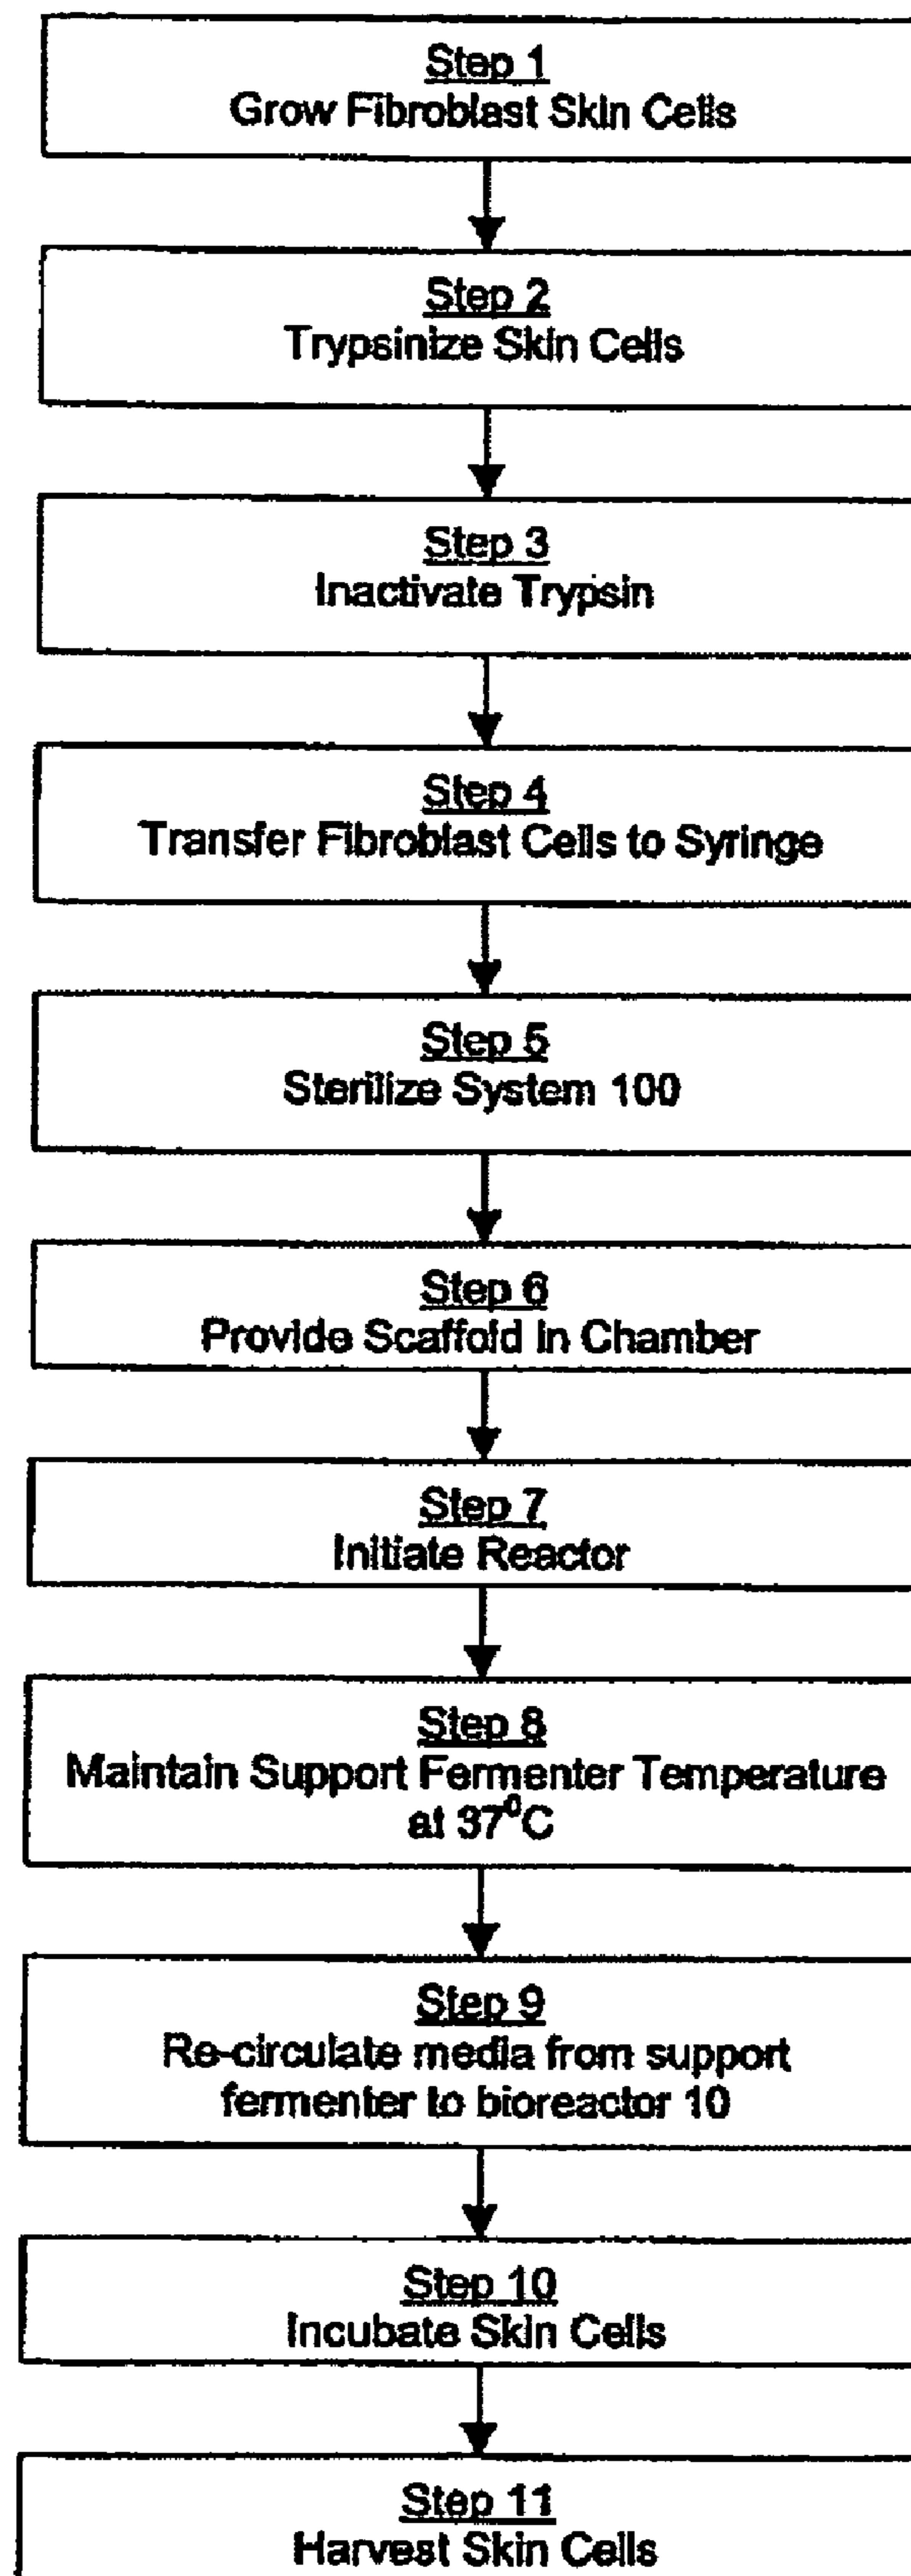 Step 1
Grow Fibroblast Skin Cells
Step 2
Trypsinize Skin Cells
Step 3
Inactivate Trypsin
Step 4
Transfer Fibroblast Cells to Syringe
Step 5
Sterilize System 100
Step 6
Provide Scaffold in Chamber
Step 7
Initiate Reactor
Step 8
Maintain Support Fermenter Temperature
at 37⁰C
Step 9
Re-circulate media from support
fermenter to bioreactor 10
Step 10
Incubate Skin Cells
Step 11
Harvest Skin Cells